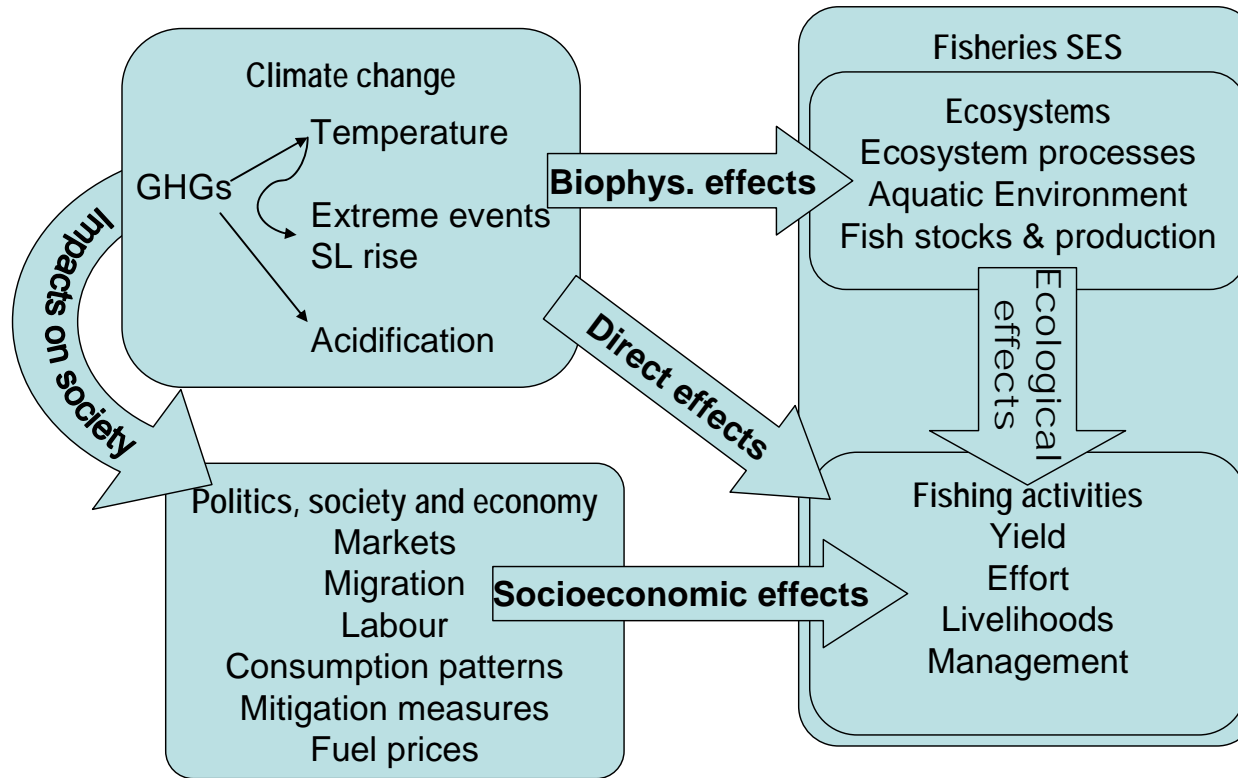 Climate change
GHGs
Temperature
Extreme events
SL rise
Acidification
Impacts on society
Biophys. effects
Direct effects
Fisheries SES
Ecosystems
Ecosystem processes
Aquatic Environment
Fish stocks & production
Ecological
effects
Politics, society and economy
Markets
Migration
Labour
Consumption patterns
Mitigation measures
Fuel prices
Socioeconomic effects
Fishing activities
Yield
Effort
Livelihoods
Management